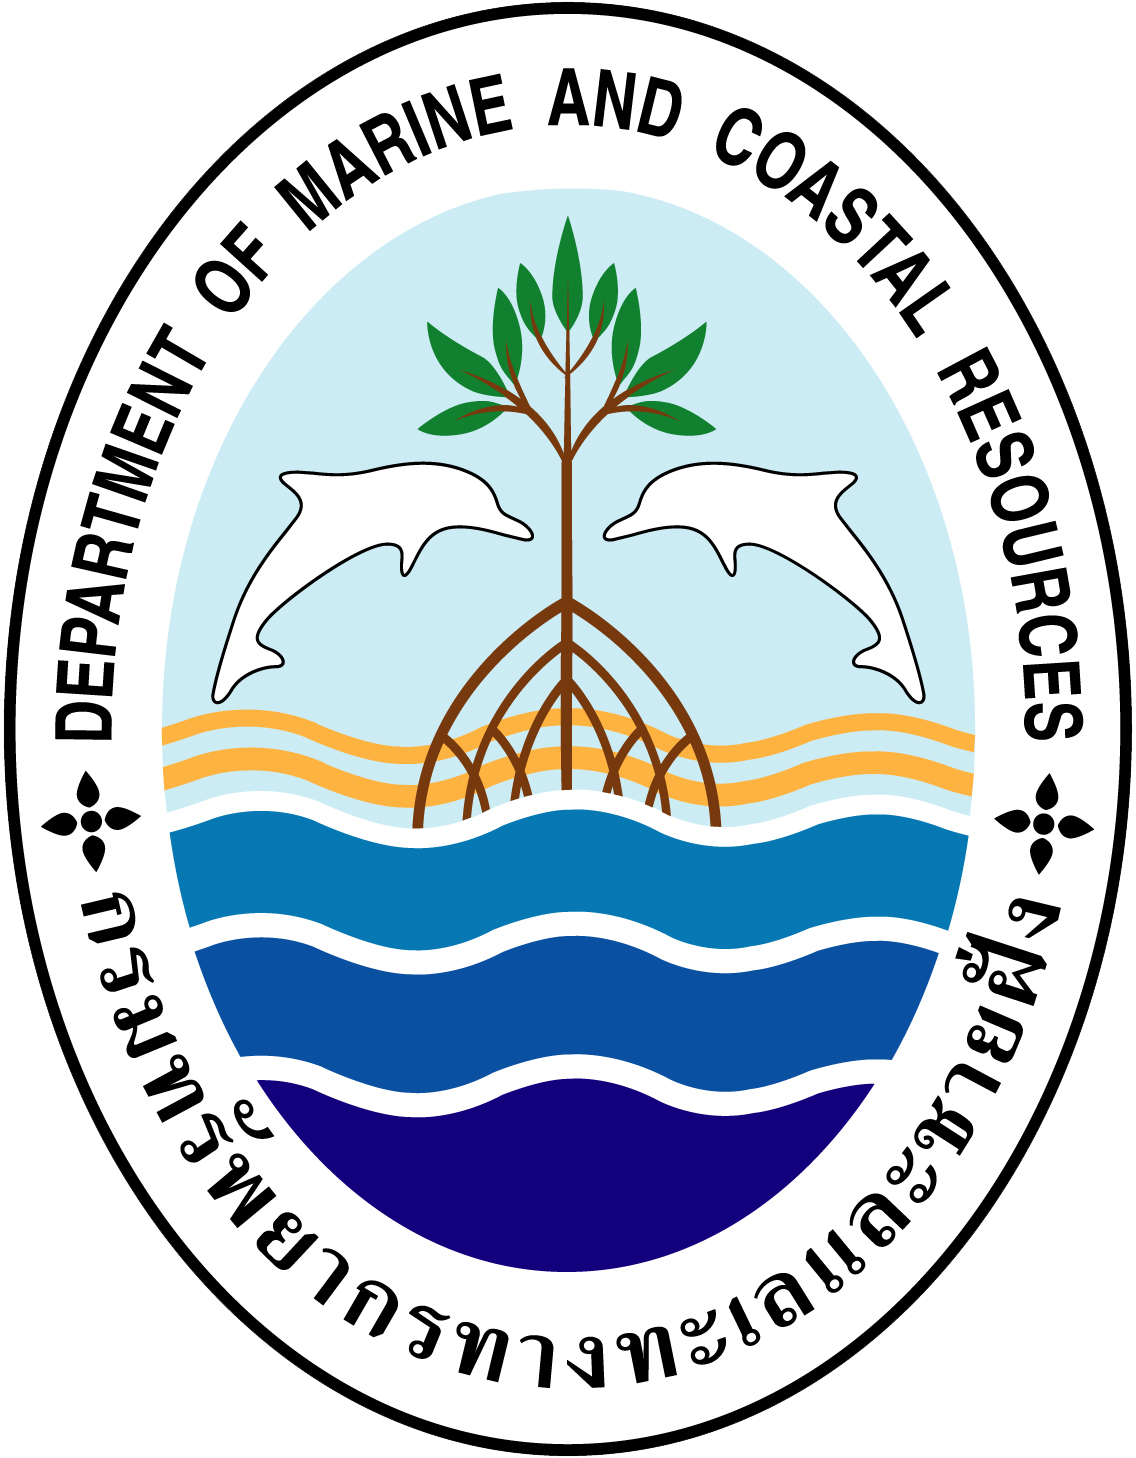 DEPARTMENT OF MARINE AND COASTAL RESOURCES
กรมทรัพยากรทางทะเลและชายฝั่ง